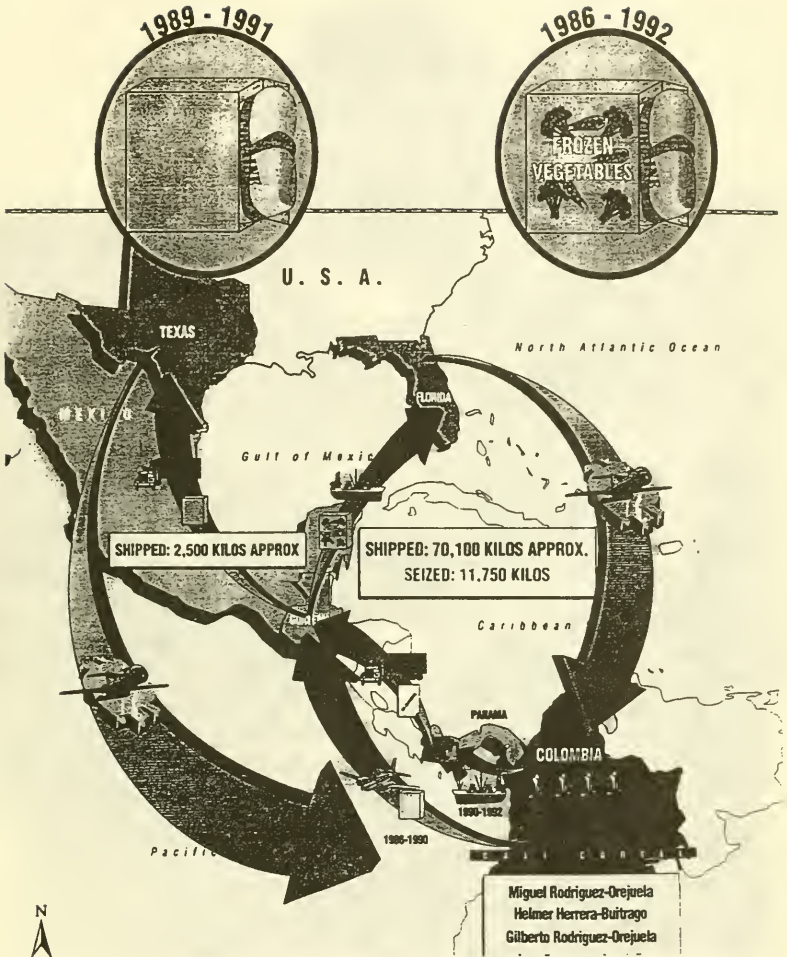 1989 - 1991
1986 - 1992
FROZEN
VEGETABLES
U. S. A.
TEXAS
North Atlantic Ocean
FLORIDA
MEXICO
Gulf of Mexic
SHIPPED: 2,500 KILOS APPROX
SHIPPED: 70,100 KILOS APPROX.
SEIZED: 11,750 KILOS
Caribbean
PANAMA
COLOMBIA
1990-1992
1986-1990
Pacific
Miguel Rodriguez-Orejuela
Helmer Herrera-Buitrago
Gilberto Rodriguez-Orejuela
N